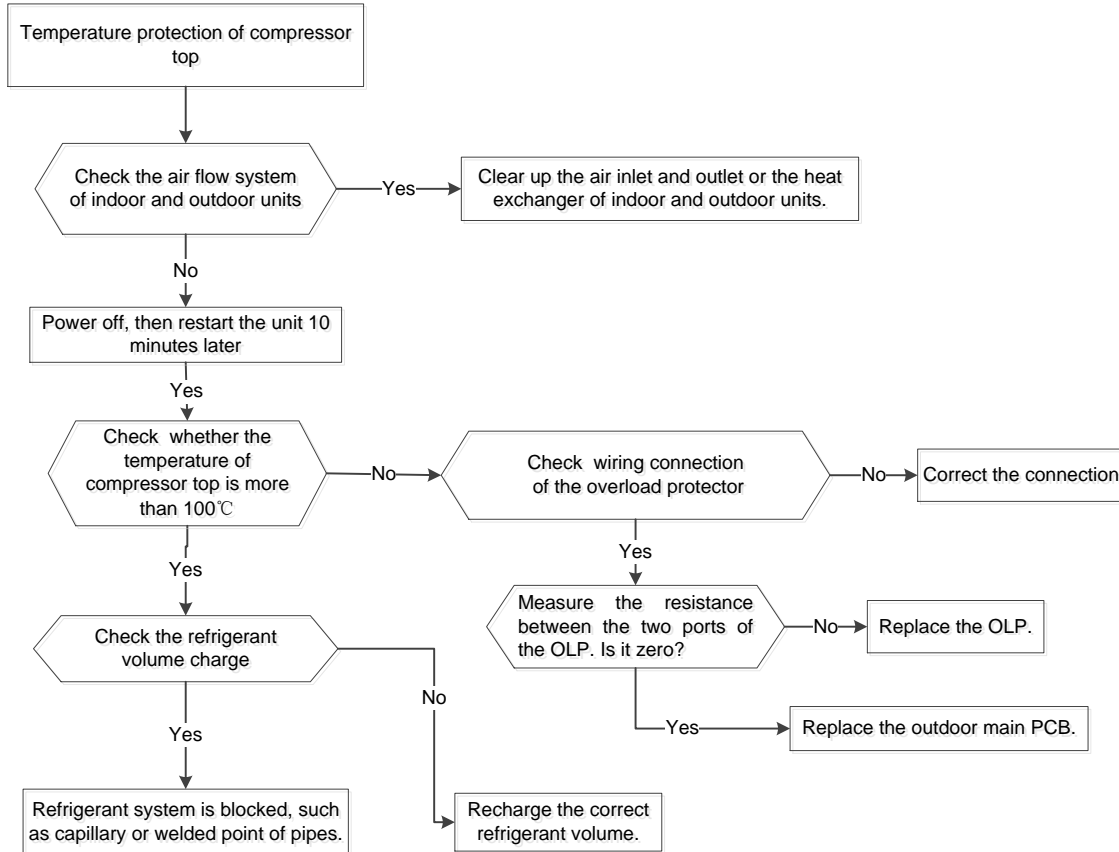 Temperature protection of compressor
top
Check the air flow system
of indoor and outdoor units
Yes
Clear up the air inlet and outlet or the heat
exchanger of indoor and outdoor units.
No
Power off, then restart the unit 10
minutes later
Yes
Check whether the
temperature of
compressor top is more
than 100℃
No
Check wiring connection
of the overload protector
No
Correct the connection
Yes
Yes
Measure the resistance
between the two ports of
the OLP. Is it zero?
No
Replace the OLP.
Check the refrigerant
volume charge
No
Yes
Replace the outdoor main PCB.
Yes
Refrigerant system is blocked, such
as capillary or welded point of pipes.
Recharge the correct
refrigerant volume.